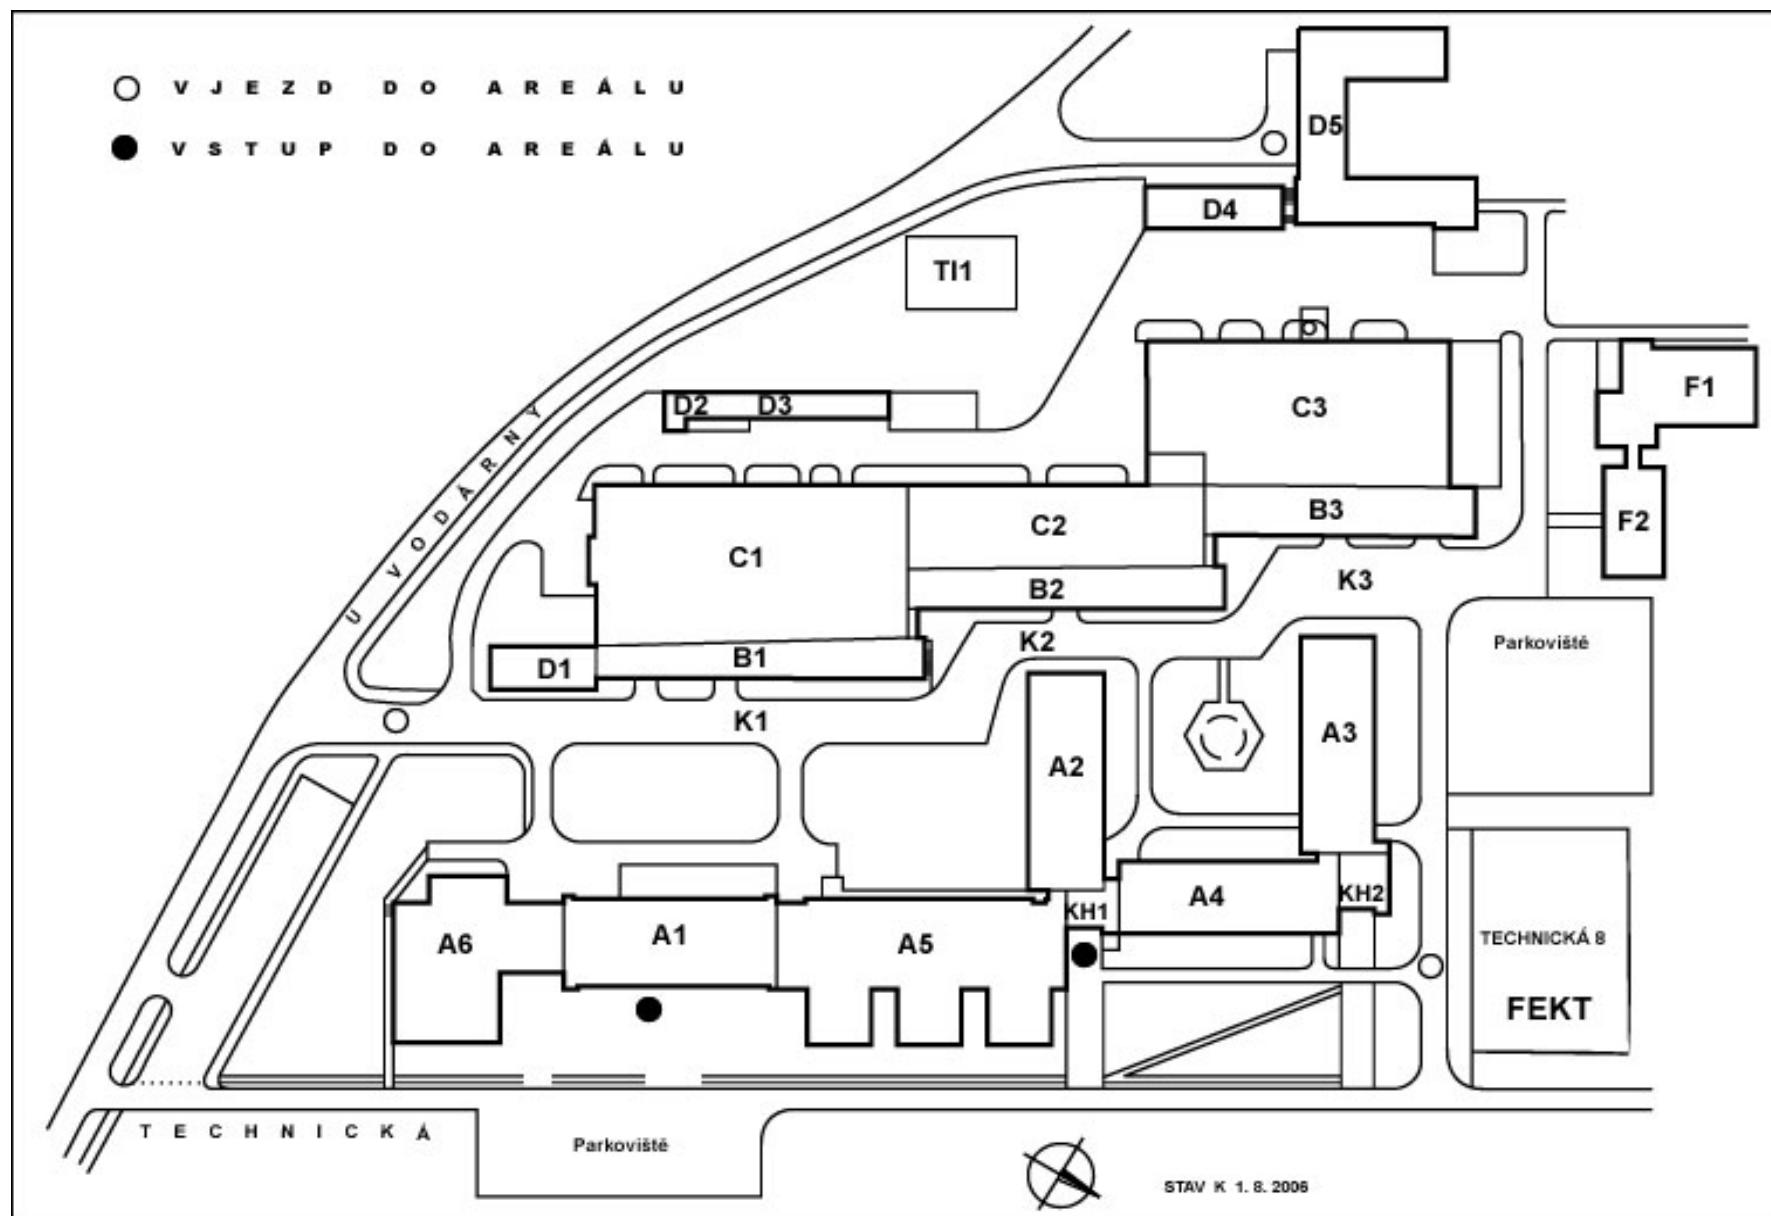 VJEZD DO AREÁLU
VSTUP DO AREÁLU
D5
D4
TI1
F1
D2 D3
C3
U VODÁRNY
B3
F2
C2
C1
K3
B2
K2
Parkoviště
B1
D1
K1
A3
A2
A4
KH2
KH1
A1
A6
A5
TECHNICKÁ 8
FEKT
TECHNICKÁ
Parkoviště
STAV K 1. 8. 2006